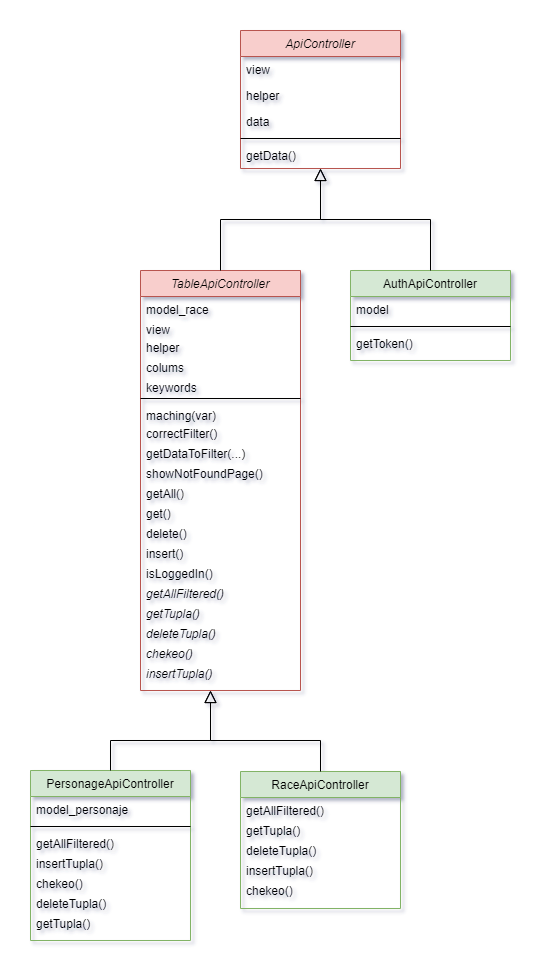 ApiController
view
helper
data
getData()
TableApiController
model_race
view
helper
colums
keywords
maching(var)
correctFilter()
getDataToFilter(...)
showNotFoundPage()
getAll()
get()
delete()
insert()
isLoggedIn()
getAllFiltered()
getTupla()
deleteTupla()
chekeo()
insertTupla()
AuthApiController
model
getToken()
PersonageApiController
model_personaje
getAllFiltered()
insertTupla()
chekeo()
deleteTupla()
getTupla()
RaceApiController
getAllFiltered()
getTupla()
deleteTupla()
insertTupla()
chekeo()